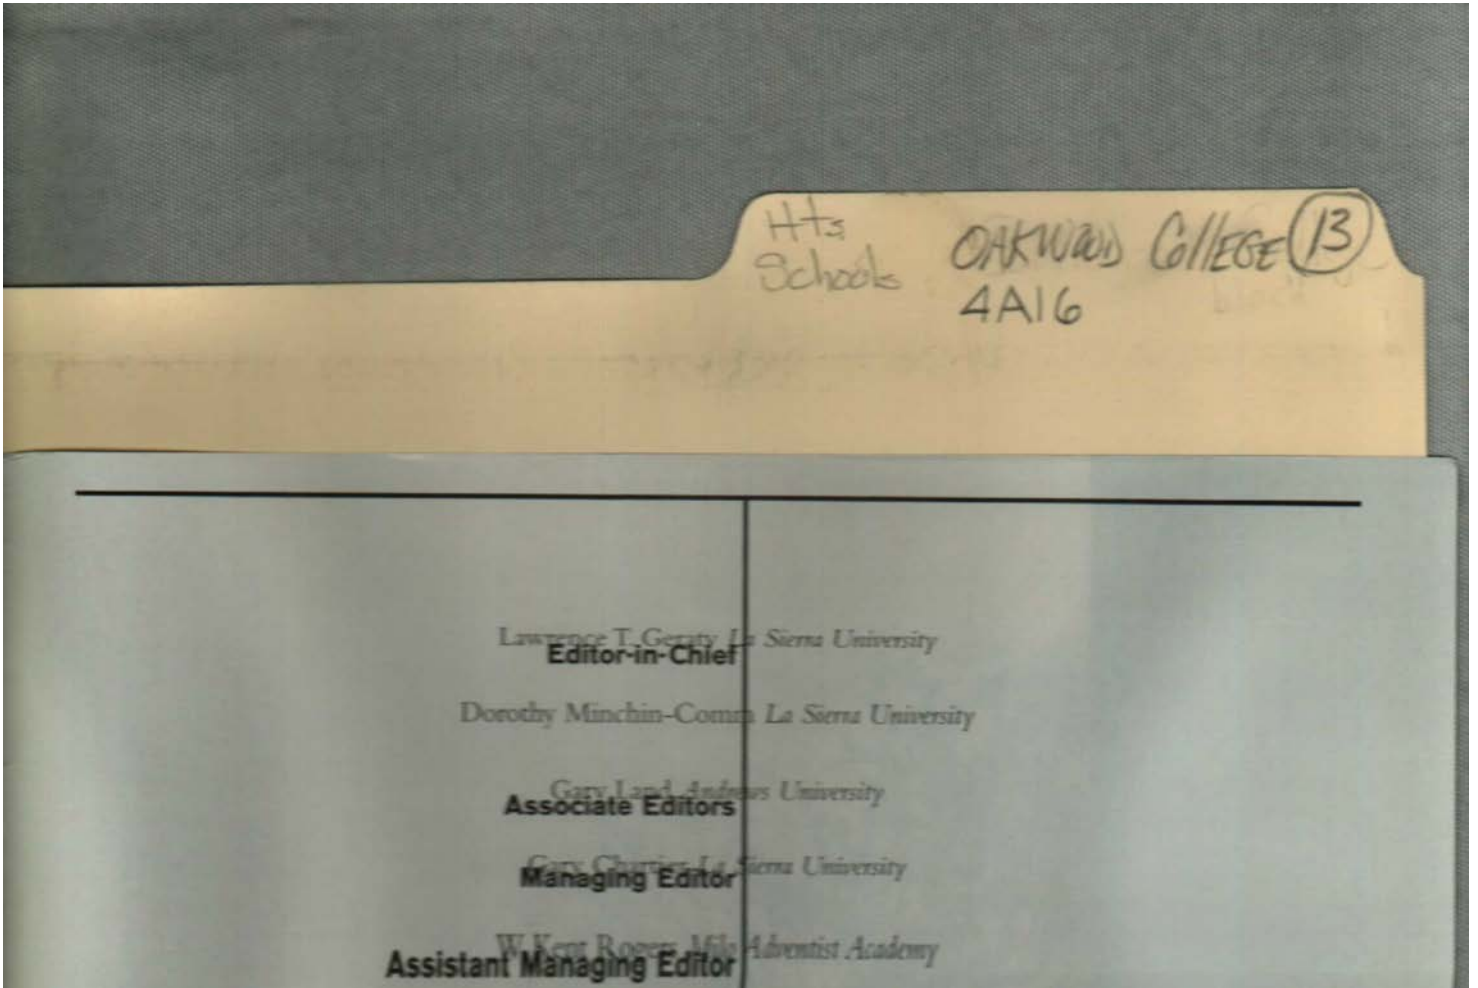 Hts
Schools
OAKWOOD COllEGE 13
4A16
Lawrence T. Geraty La Sierra University
Editor-in-Chief
Dorothy Minchin-Comm La Sierra University
Gary Land Andrews University
Associate Editors
Gary Chartier La Sierra University
Managing Editor
W. Kent Rogers Milo Adventist Academy
Assistant Managing Editor